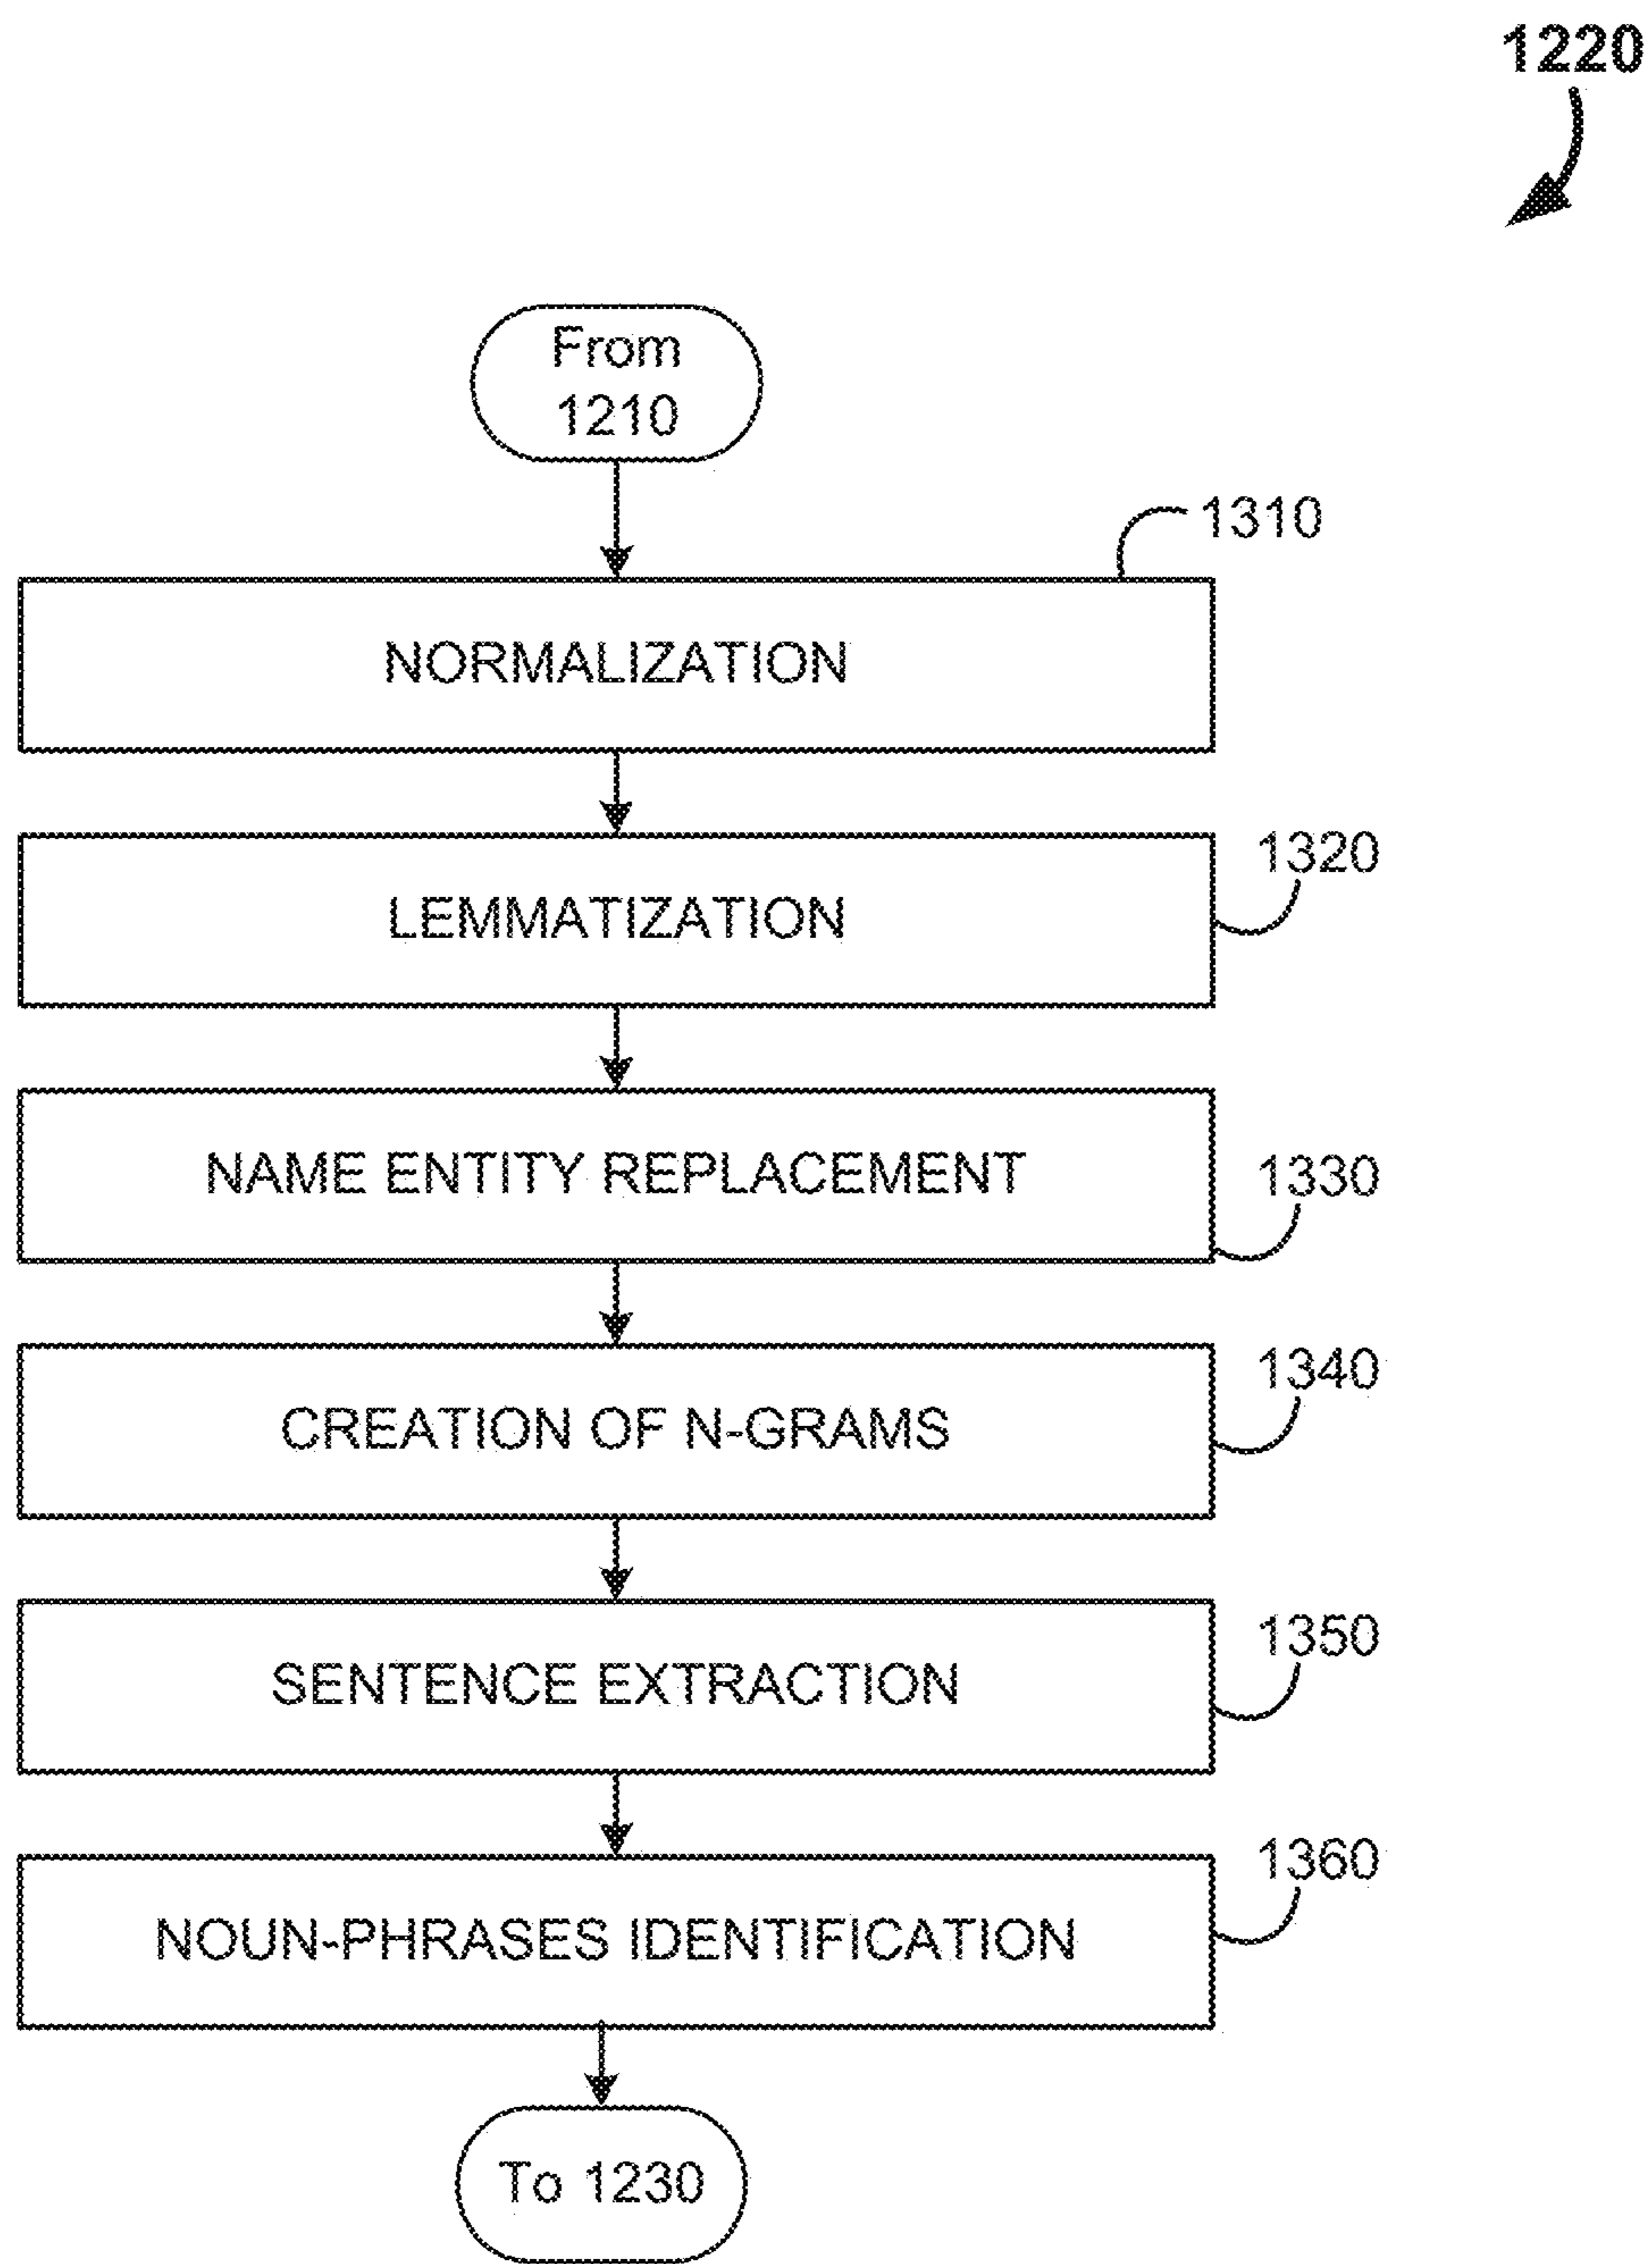 1220
From
1210
1310
NORMALIZATION
1320
LEMMATIZATION
NAME ENTITY REPLACEMENT
1330
1340
CREATION OF N-GRAMS
1350
SENTENCE EXTRACTION
1360
NOUN-PHRASES IDENTIFICATION
To 1230